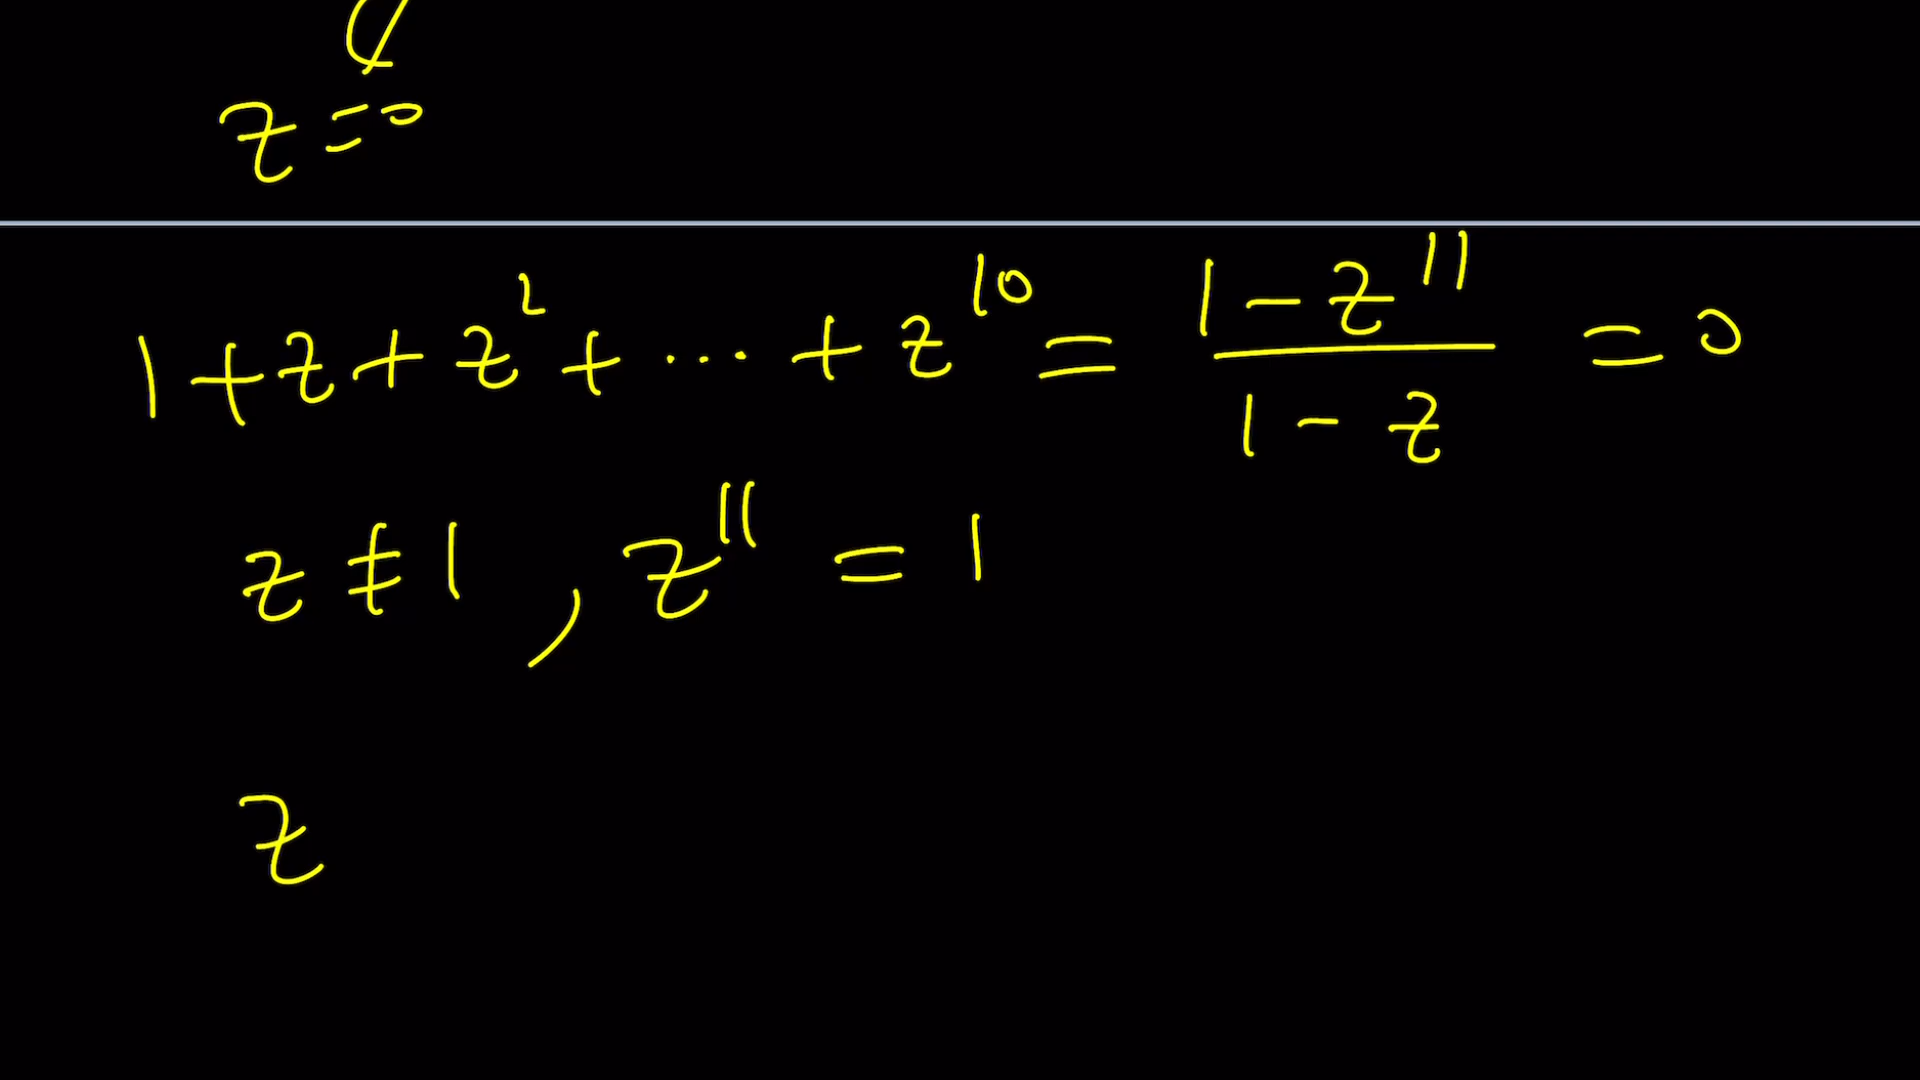 z = 0
1 + z + z² + ... + z¹⁰ = (1 - z¹¹)/(1 - z) = 0
z ≠ 1 , z¹¹ = 1
z